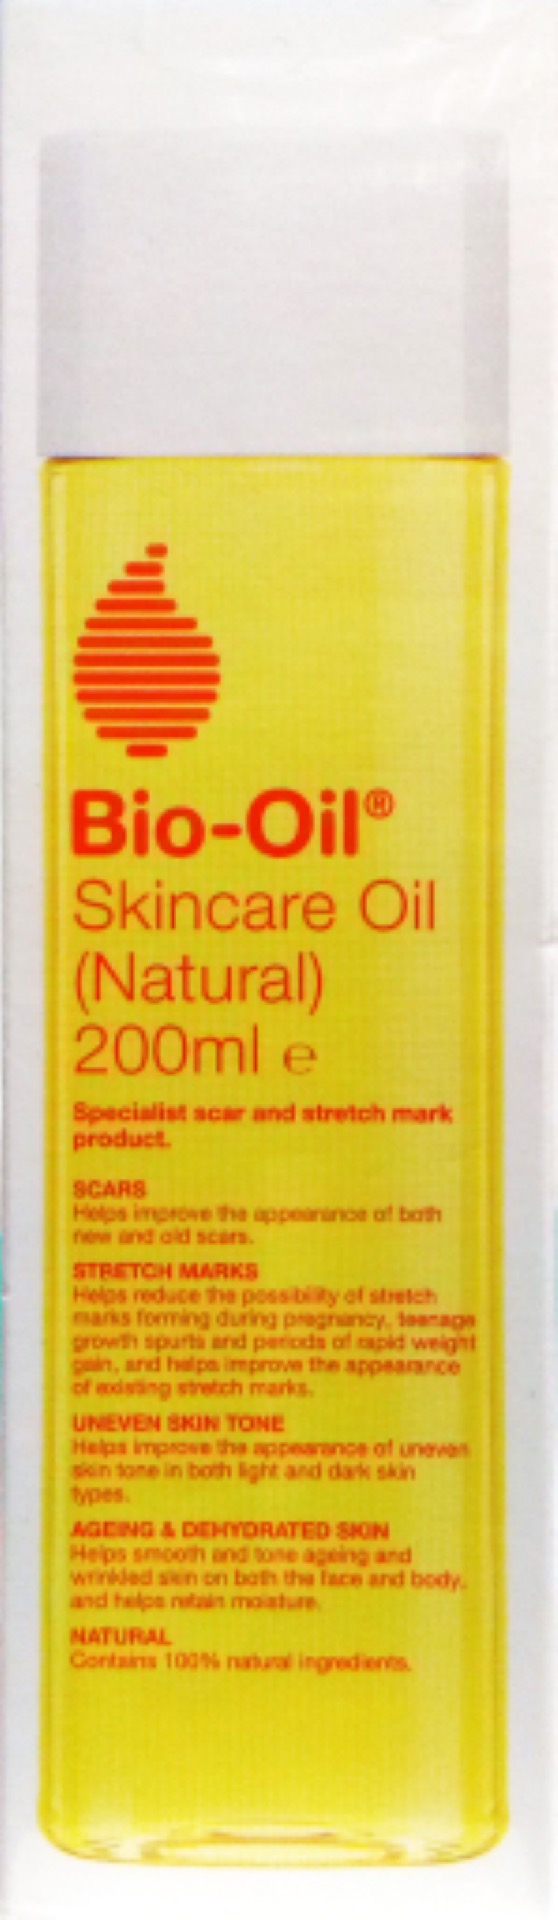 Bio-Oil®
Skincare Oil
(Natural)
200ml ℮
Specialist scar and stretch mark
product.
SCARS
Helps improve the appearance of both
new and old scars.
STRETCH MARKS
Helps reduce the possibility of stretch
marks forming during pregnancy, teenage
growth spurts and periods of rapid weight
gain, and helps improve the appearance
of existing stretch marks.
UNEVEN SKIN TONE
Helps improve the appearance of uneven
skin tone in both light and dark skin
types.
AGEING & DEHYDRATED SKIN
Helps smooth and tone ageing and
wrinkled skin on both the face and body,
and helps retain moisture.
NATURAL
Contains 100% natural ingredients.